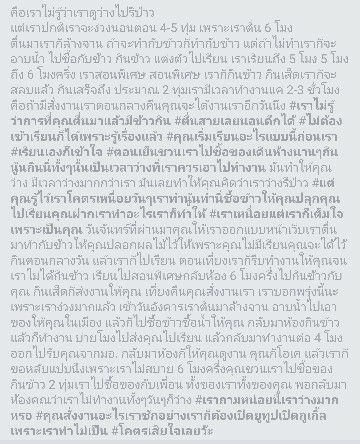 คือเราไม่รู้ว่าเราดูว่างไปรึป่าว
แต่เราปกติเราจะง่วงนอนตอน 4-5 ทุ่ม เพราะเราตื่น 6 โมง
ตื่นมาเราก็ล้างจาน ถ้าจะทำกับข้าวก็ทำกับข้าว แต่ถ้าไม่ทำเราก็จะ
อาบน้ำ ไปซื้อกับข้าว กินข้าว แต่งตัวไปเรียน เราเรียนถึง 5 โมง 5 โมง
ถึง 6 โมงครึ่ง เราสอนพิเศษ สอนพิเศษ เราก็กินข้าว กินเสร็จเราก็จะ
สลบแล้ว กินเสร็จถึง ประมาณ 2 ทุ่มเรามีเวลาทำงานแค่ 2-3 ชั่วโมง
คือถ้ามีสั่งงานเราตอนกลางคืนคุณจะได้งานเราอีกวันนึง #เราไม่รู้
ว่าการที่คุณตื่นมาแล้วมีข้าวกิน #ตื่นสายเลยนอนดึกได้ #ไม่ต้อง
เข้าเรียนก็ได้เพราะรู้เรื่องแล้ว #คุณเริ่มเรียนอะไรแบบนี้ก่อนเรา
#เรียนเองก็เข้าใจ #ตอนเย็นชวนเราไปซื้อของเดินห้างนานๆกัน
นู้นกินนี่ทั้งๆนั้นเป็นเวลาว่างที่เราควรเอาไปทำงาน มันทำให้คุณ
ว่าง มีเวลาว่างมากกว่าเรา มันเลยทำให้คุณคิดว่าเราว่างรึป่าว #แต่
คุณรู้ไว้ว่าเราโคตรเหนื่อยวันๆเราทำนู่นทำนี่ซื้อข้าวให้คุณปลุกคุณ
ไปเรียนคุณฝากเราทำอะไรเราก็ทำให้ #เราเหนื่อยแต่เราก็เต็มใจ
เพราะเป็นคุณ วันจันทร์ที่ผ่านมาคุณให้เราออกแบบหน้าเว็บเราตื่น
มาทำกับข้าวให้คุณปลอกผลไม้ไว้ให้เพราะคุณไม่มีเรียนคุณจะได้ไว้
กินตอนกลางวัน แล้วเราก็ไปเรียน ตอนเที่ยงเราก็รีบทำงานให้คุณจน
เราไม่ได้กินข้าว เรียนไปสอนพิเศษกลับห้อง 6 โมงครึ่งไปกินข้าวกับ
คุณ กินเสร็จก็ส่งงานให้คุณ เที่ยงคืนคุณสั่งงานเรา เราบอกพรุ่งนี้นะ
เพราะเราง่วงมากแล้ว เช้าวันอังคารเราตื่นมาล้างจาน อาบน้ำไปเอา
ของให้คุณในเมือง แล้วก็ไปซื้อข้าวซื้อน้ำให้คุณ กลับมาห้องกินข้าว
แล้วก็ทำงาน บ่ายโมงไปส่งคุณไปเรียน แล้วกลับมาทำงานต่อ 4 โมง
ออกไปรับคุณจากมอ. กลับมาห้องก็ให้คุณดูงาน คุณก็โอเค แล้วเราก็
ขอหลับแปบนึงเพราะเราไม่สบาย 6 โมงครึ่งคุณชวนเราไปซื้อของ
กินข้าว 2 ทุ่มเราไปซื้อของกับเพื่อน ทั้งของเราทั้งของคุณ พอกลับมา
ห้องคุณว่าเราไม่ทำงานทั้งๆวันๆก็ว่าง #เราถามหน่อยนี่เราว่างมาก
หรอ #คุณสั่งงานอะไรเราซักอย่างเราก็ต้องเปิดยูทูปเปิดกูเกิ้ล
เพราะเราทำไม่เป็น #โคตรเสียใจเลยว้ะ